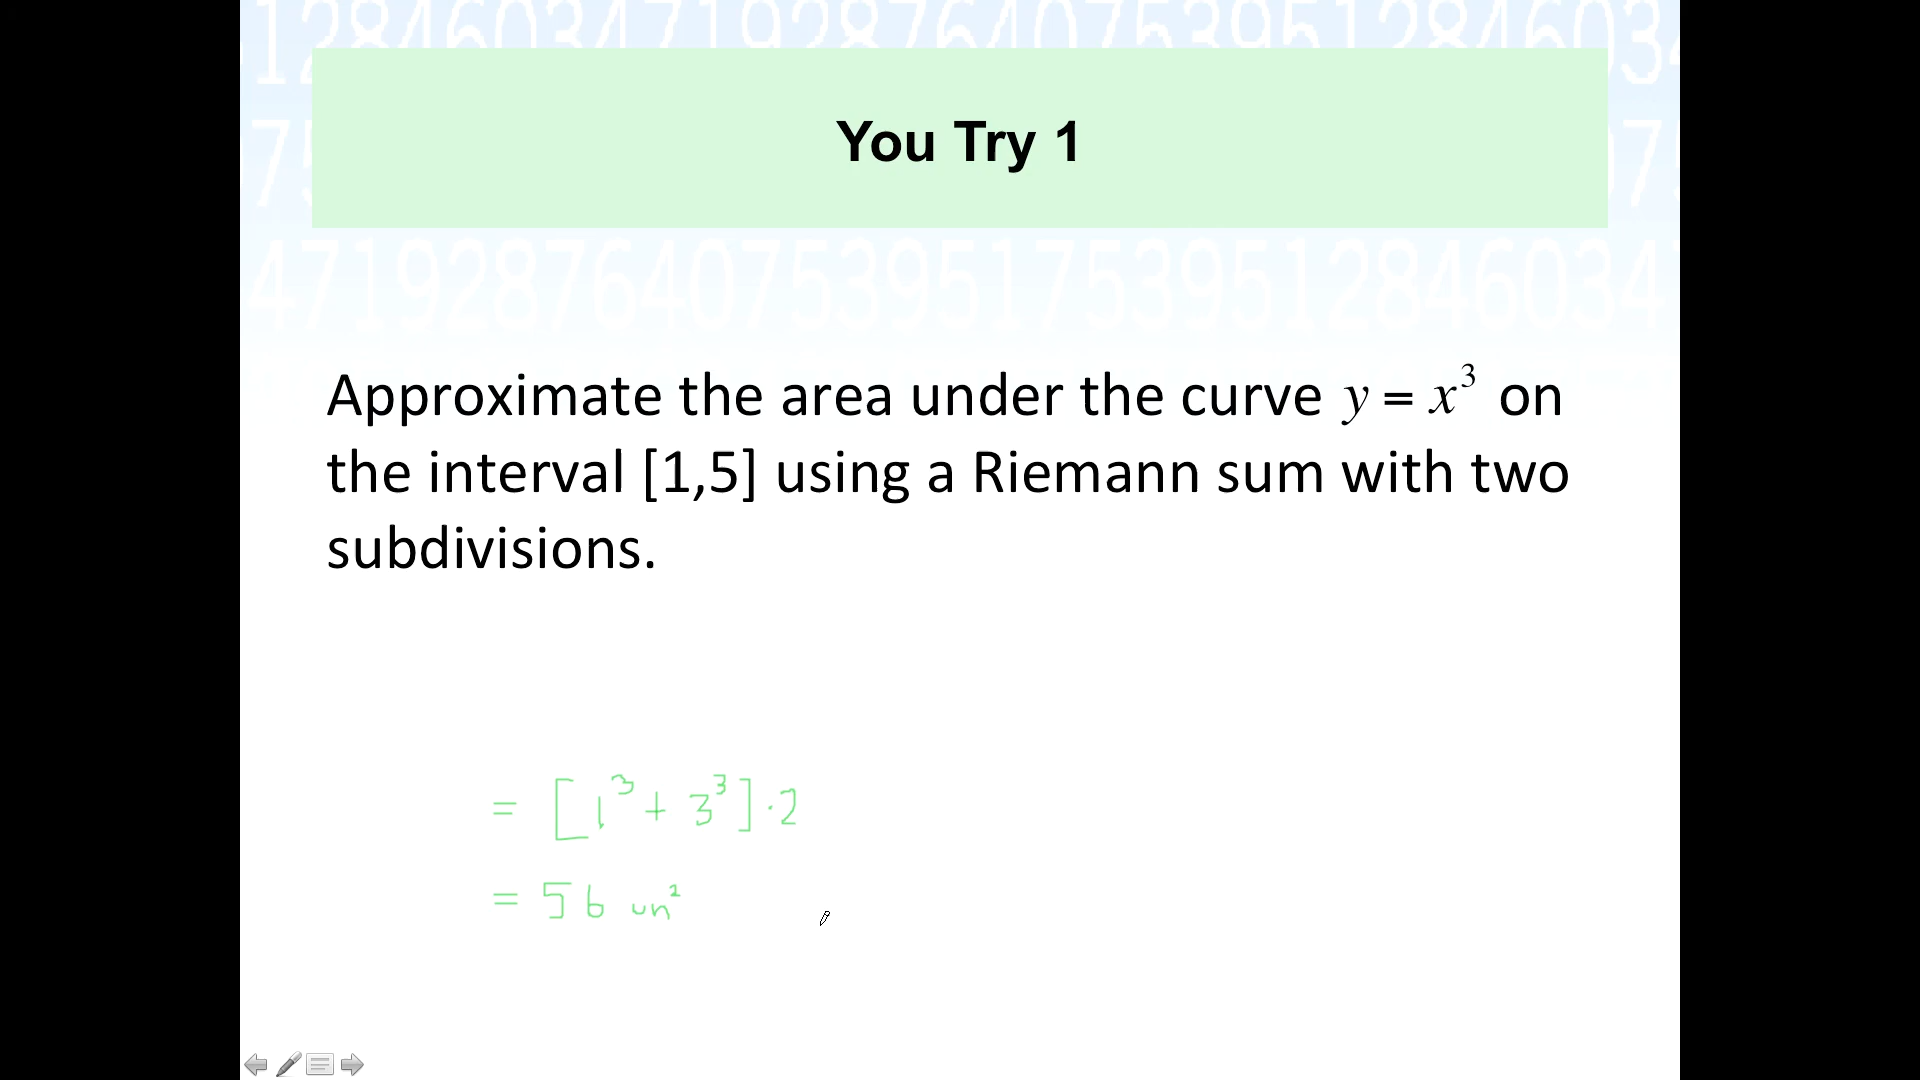 You Try 1
Approximate the area under the curve y = x³ on
the interval [1,5] using a Riemann sum with two
subdivisions.
= [1³ + 3³] · 2
= 56 un²